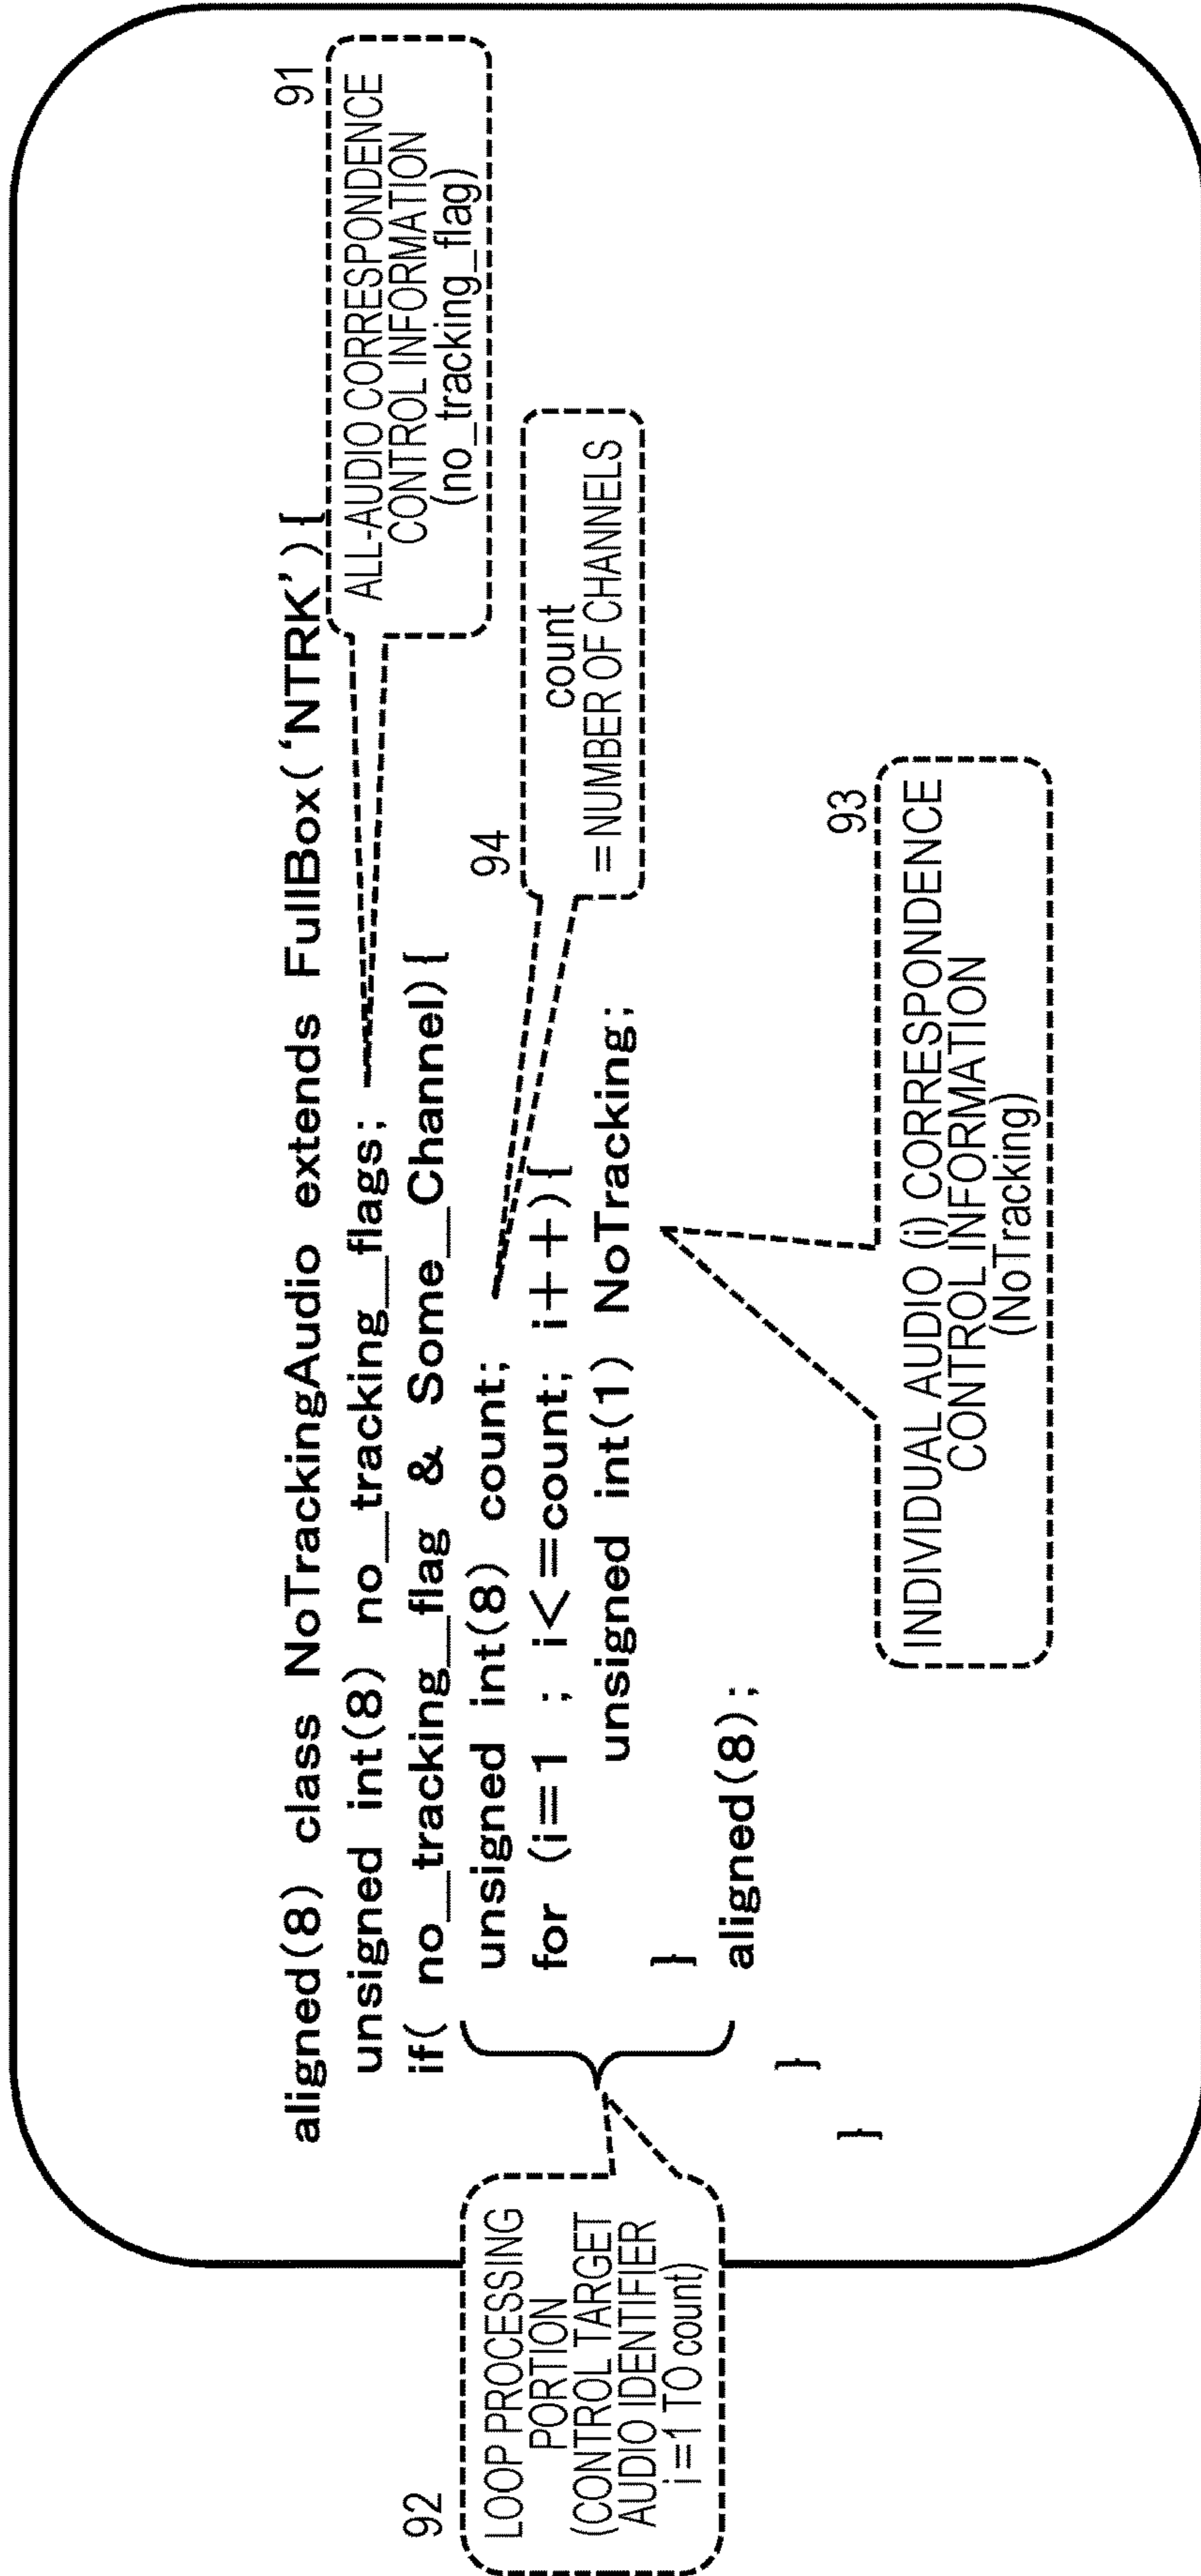 aligned(8) class NoTrackingAudio extends FullBox('NTRK') {
unsigned int(8) no_tracking_flags;
if( no_tracking_flag & Some_Channel) {
unsigned int(8) count;
for (i=1 ; i<=count; i++) {
unsigned int(1) NoTracking;
}
aligned(8);
}
}
91
ALL-AUDIO CORRESPONDENCE
CONTROL INFORMATION
(no_tracking_flag)
94
count
= NUMBER OF CHANNELS
93
INDIVIDUAL AUDIO (i) CORRESPONDENCE
CONTROL INFORMATION
(NoTracking)
92
LOOP PROCESSING
PORTION
(CONTROL TARGET
AUDIO IDENTIFIER
i=1 TO count)